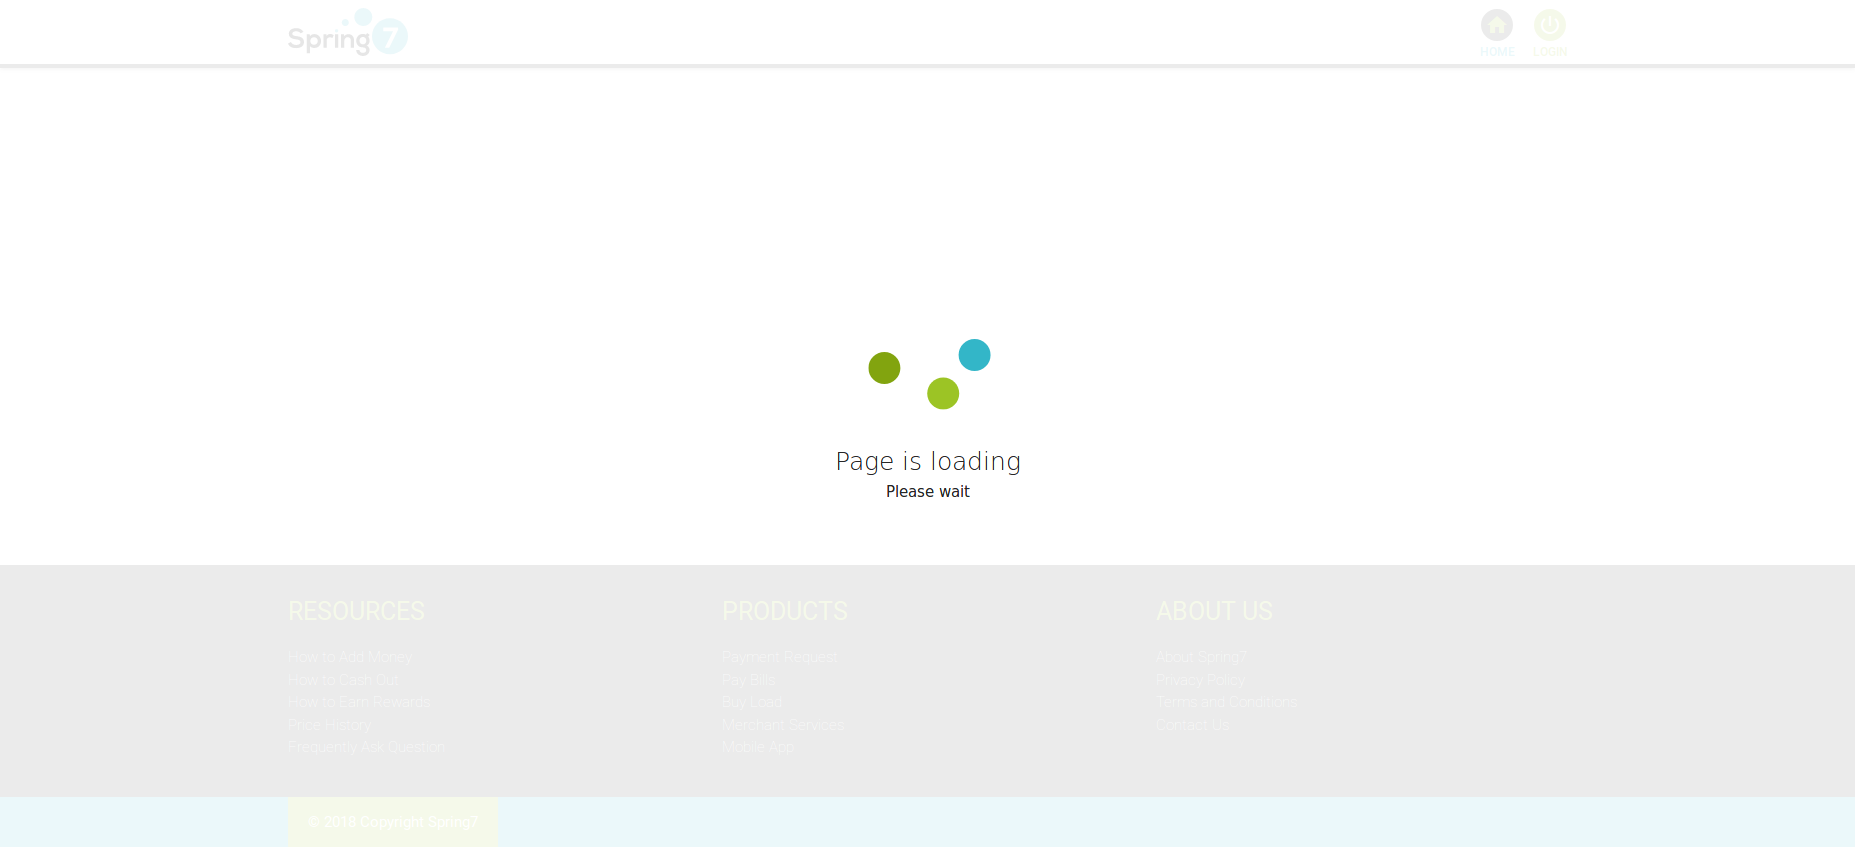 Spring 7
HOME LOGIN
Page is loading
Please wait
RESOURCES
How to Add Money
How to Cash Out
How to Earn Rewards
Price History
Frequently Ask Question
PRODUCTS
Payment Request
Pay Bills
Buy Load
Merchant Services
Mobile App
ABOUT US
About Spring7
Privacy Policy
Terms and Conditions
Contact Us
© 2018 Copyright Spring7